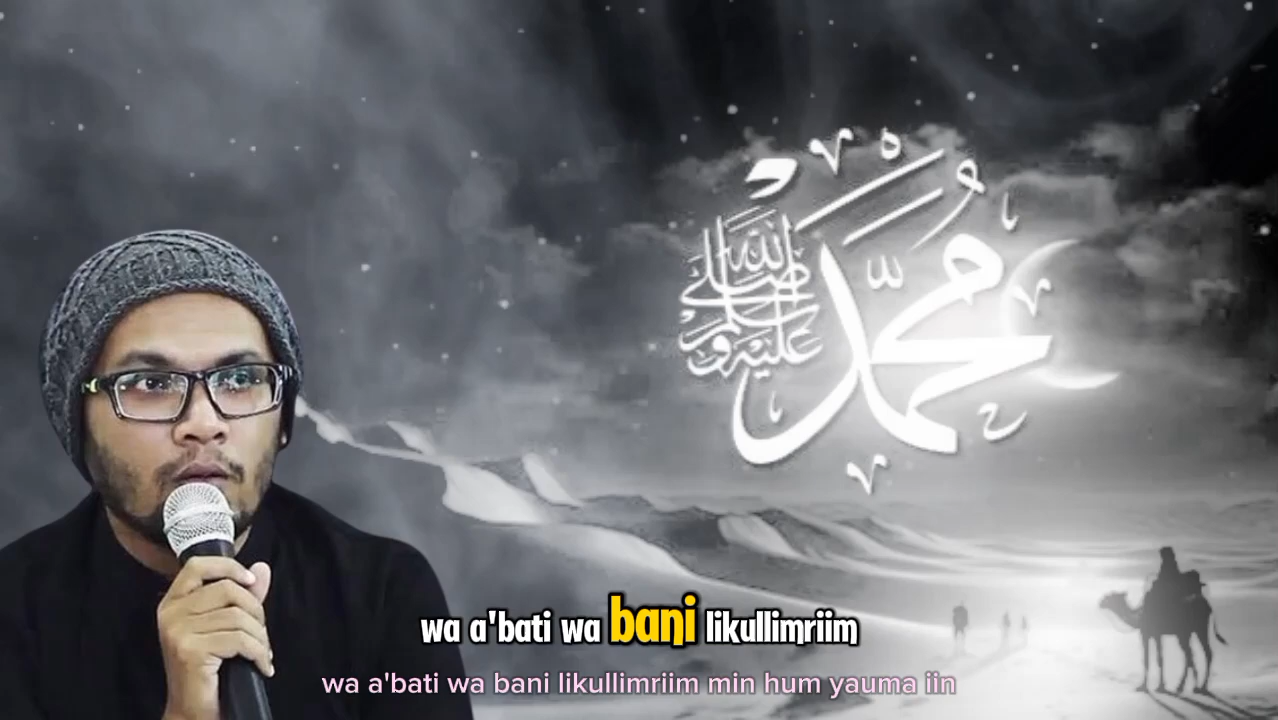 محمد
صلى الله
عليه وسلم
wa a'bati wa bani likullimriim
wa a'bati wa bani likullimriim min hum yauma iin